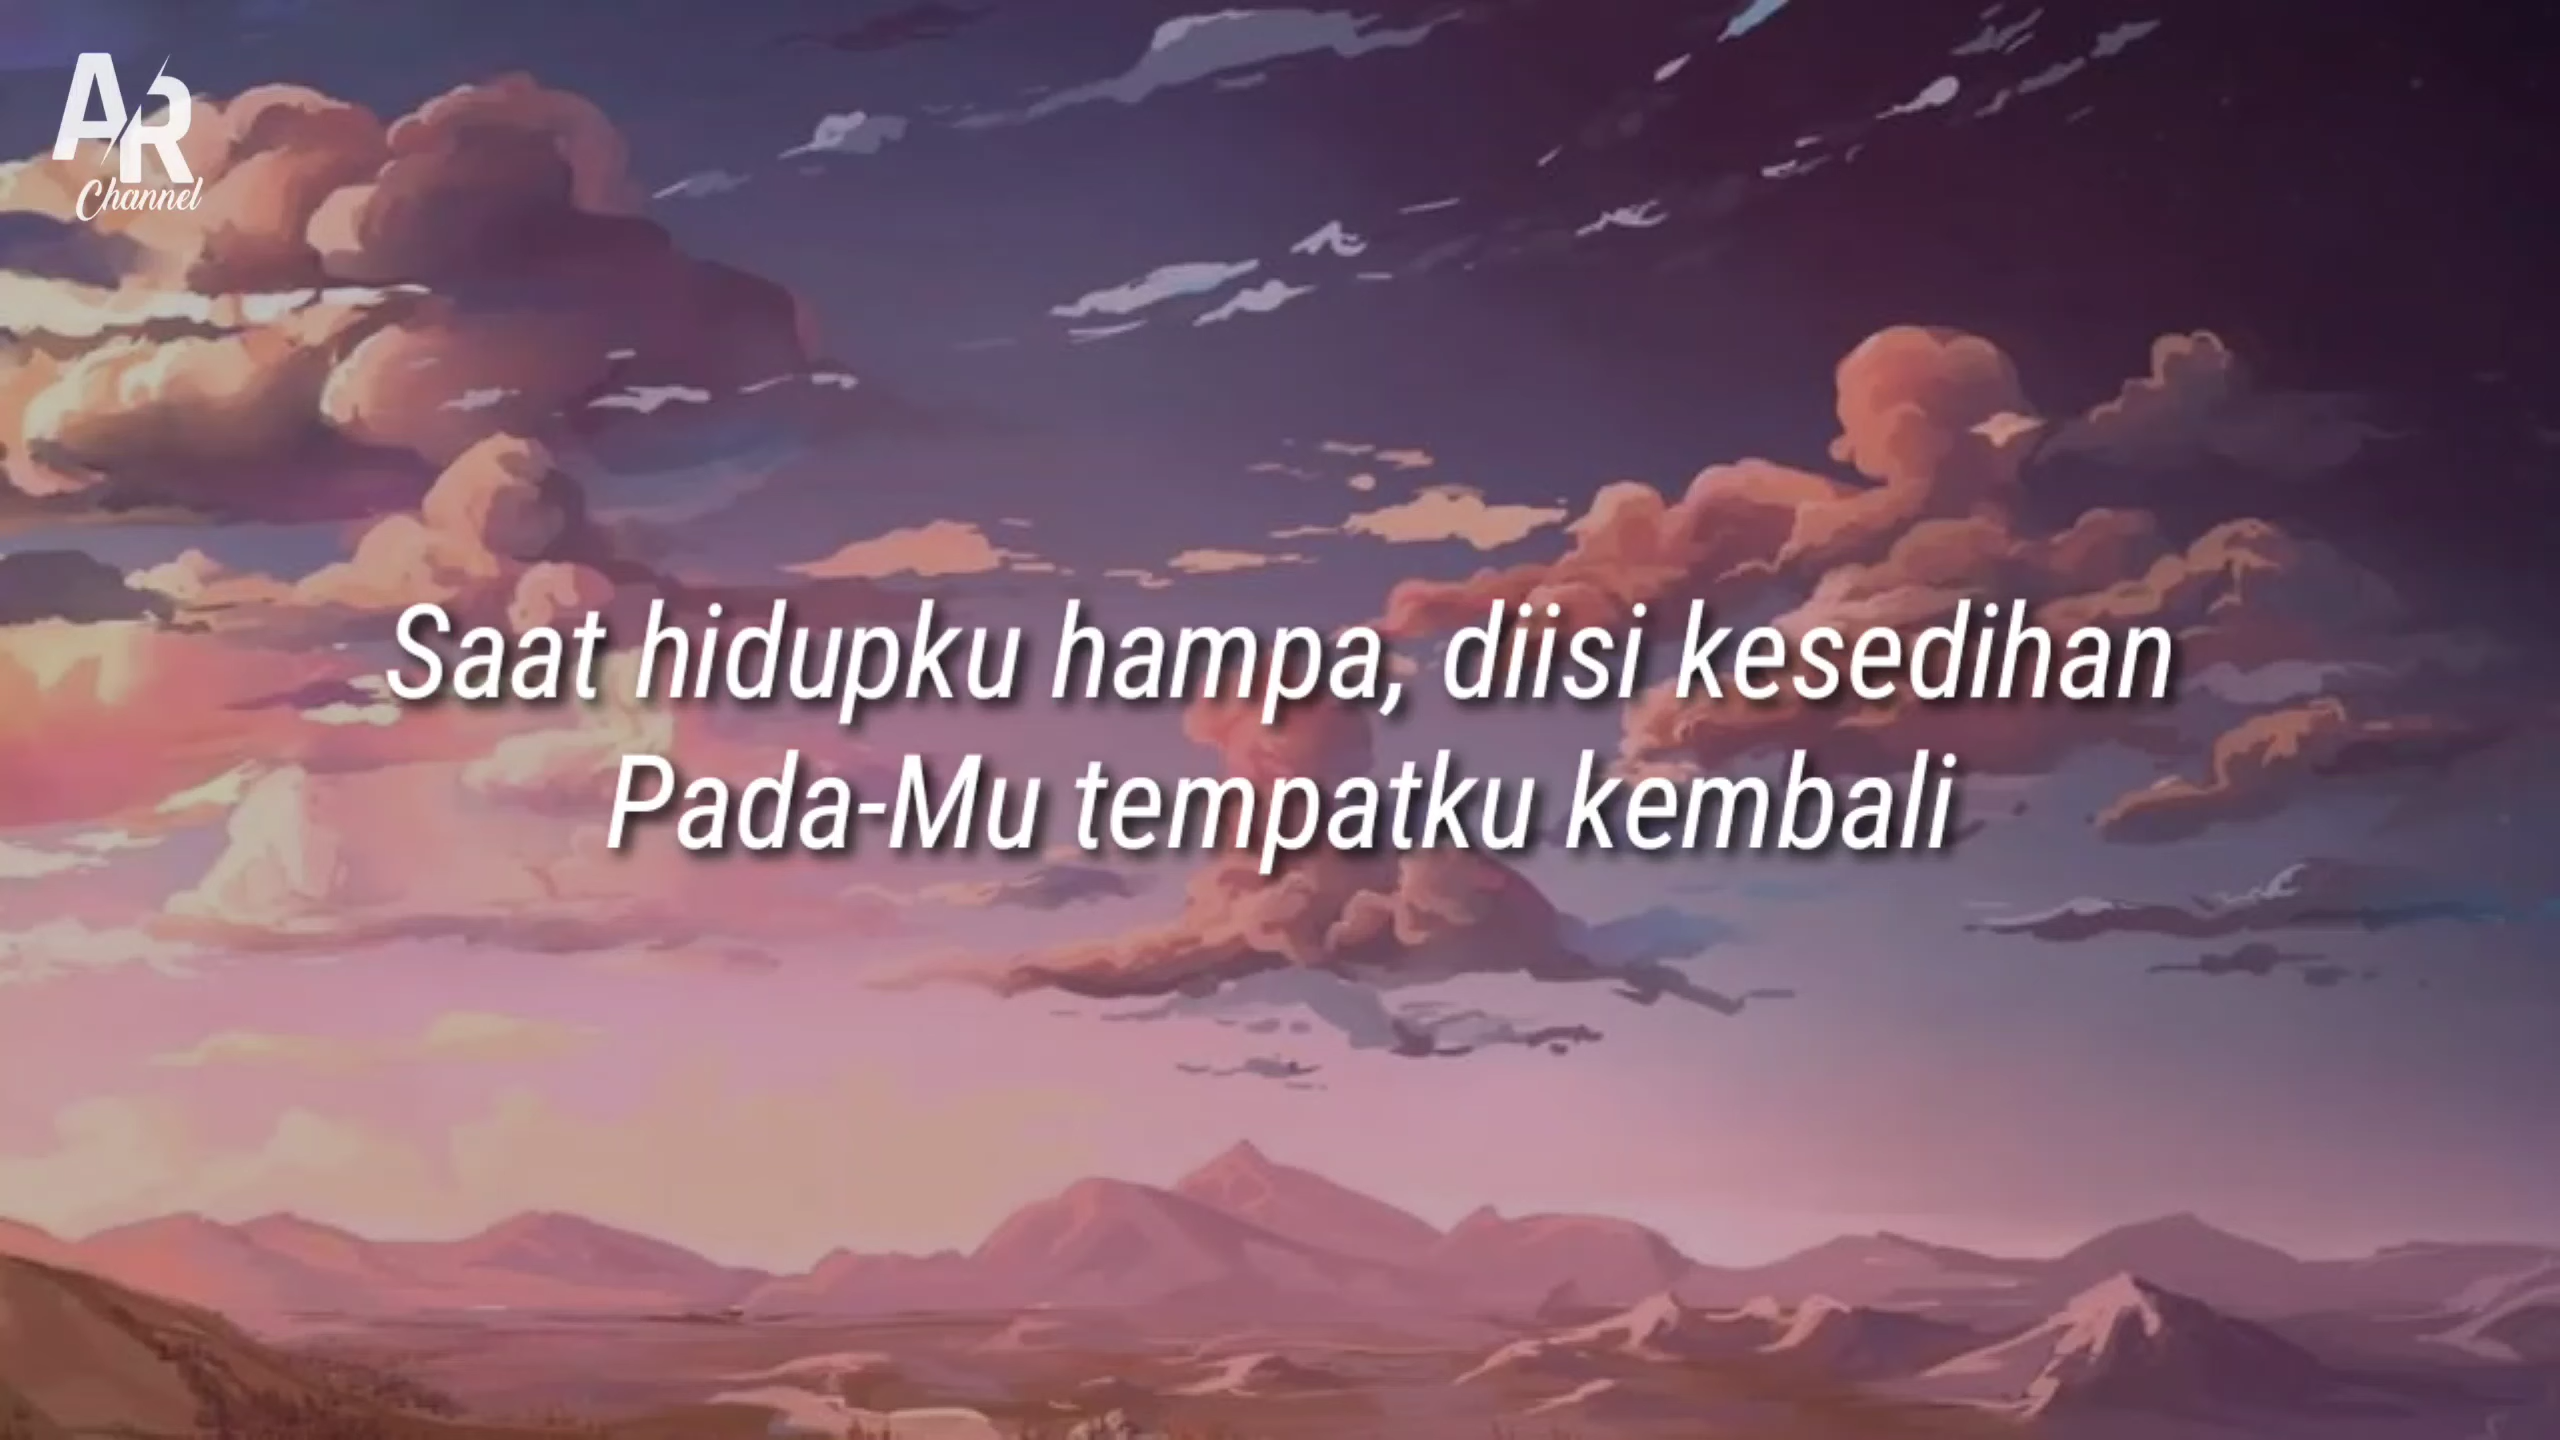 AR
Channel
Saat hidupku hampa, diisi kesedihan
Pada-Mu tempatku kembali